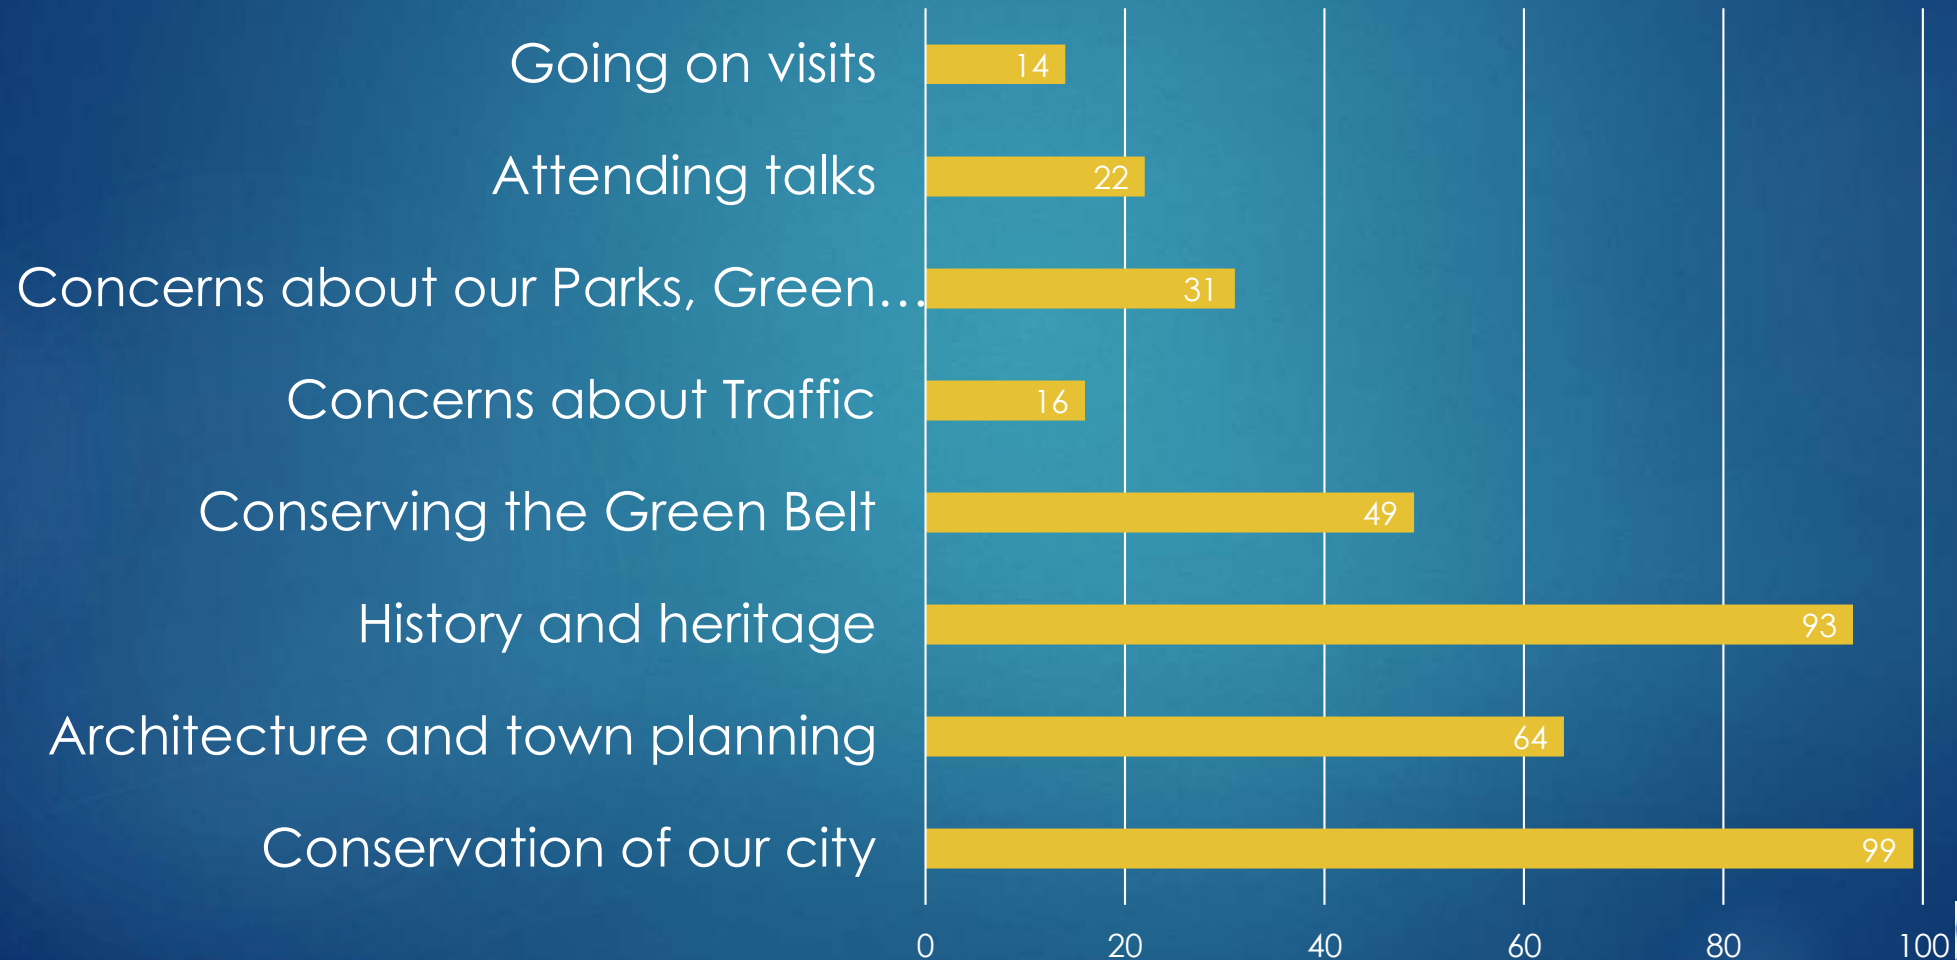 Going on visits 14
Attending talks 22
Concerns about our Parks, Green... 31
Concerns about Traffic 16
Conserving the Green Belt 49
History and heritage 93
Architecture and town planning 64
Conservation of our city 99
0 20 40 60 80 100